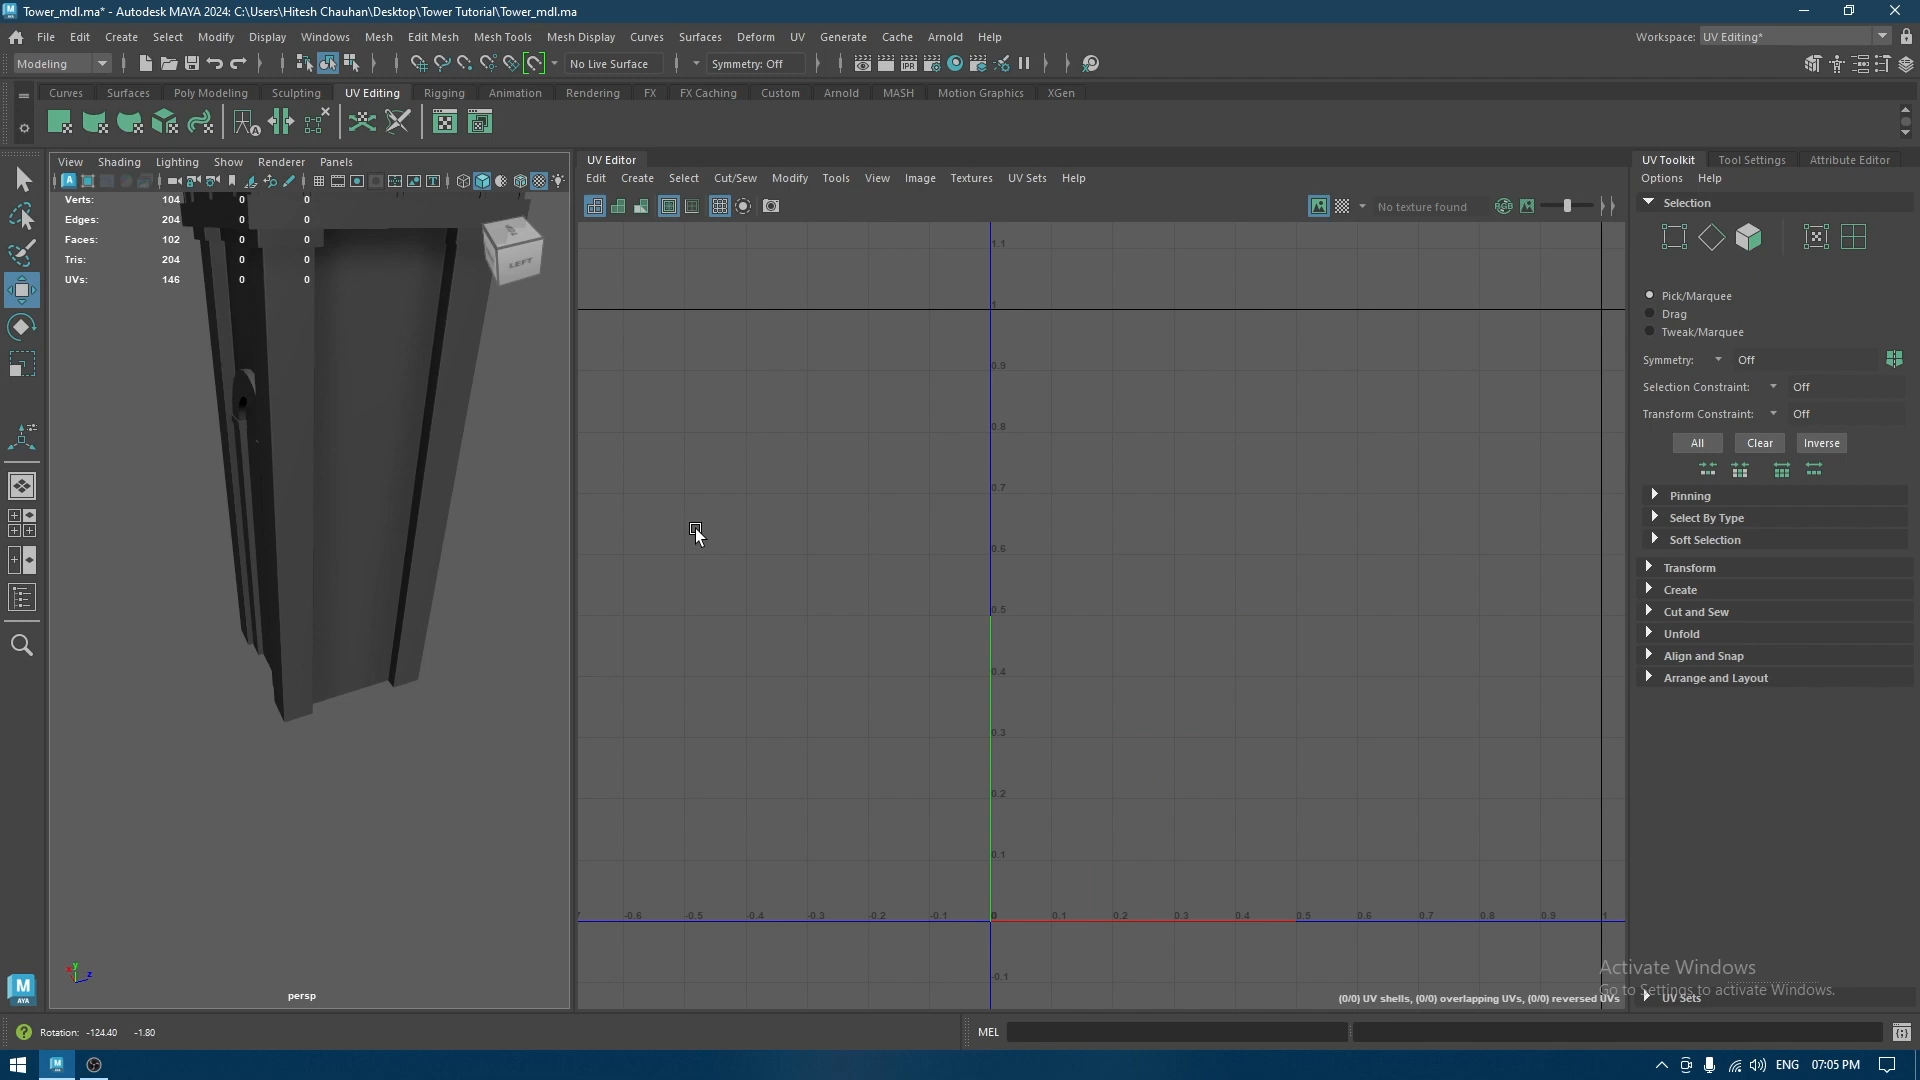 Tower_mdl.ma* - Autodesk MAYA 2024: C:\Users\Hitesh Chauhan\Desktop\Tower Tutorial\Tower_mdl.ma
File Edit Create Select Modify Display Windows Mesh Edit Mesh Mesh Tools Mesh Display Curves Surfaces Deform UV Generate Cache Arnold Help
Workspace: UV Editing*
Modeling No Live Surface Symmetry: Off
Curves Surfaces Poly Modeling Sculpting UV Editing Rigging Animation Rendering FX FX Caching Custom Arnold MASH Motion Graphics XGen
View Shading Lighting Show Renderer Panels
Verts: 104 0 0
Edges: 204 0 0
Faces: 102 0 0
Tris: 204 0 0
UVs: 146 0 0
LEFT
persp
UV Editor
Edit Create Select Cut/Sew Modify Tools View Image Textures UV Sets Help
No texture found
1.1
1
0.9
0.8
0.7
0.6
0.5
0.4
0.3
0.2
0.1
-0.6 -0.5 -0.4 -0.3 -0.2 -0.1 0 0.1 0.2 0.3 0.4 0.5 0.6 0.7 0.8 0.9 1
-0.1
(0/0) UV shells, (0/0) overlapping UVs, (0/0) reversed UVs
UV Toolkit Tool Settings Attribute Editor
Options Help
Selection
Pick/Marquee
Drag
Tweak/Marquee
Symmetry: Off
Selection Constraint: Off
Transform Constraint: Off
All Clear Inverse
Pinning
Select By Type
Soft Selection
Transform
Create
Cut and Sew
Unfold
Align and Snap
Arrange and Layout
UV Sets
Activate Windows
Go to Settings to activate Windows.
Rotation: -124.40 -1.80
MEL
ENG 07:05 PM